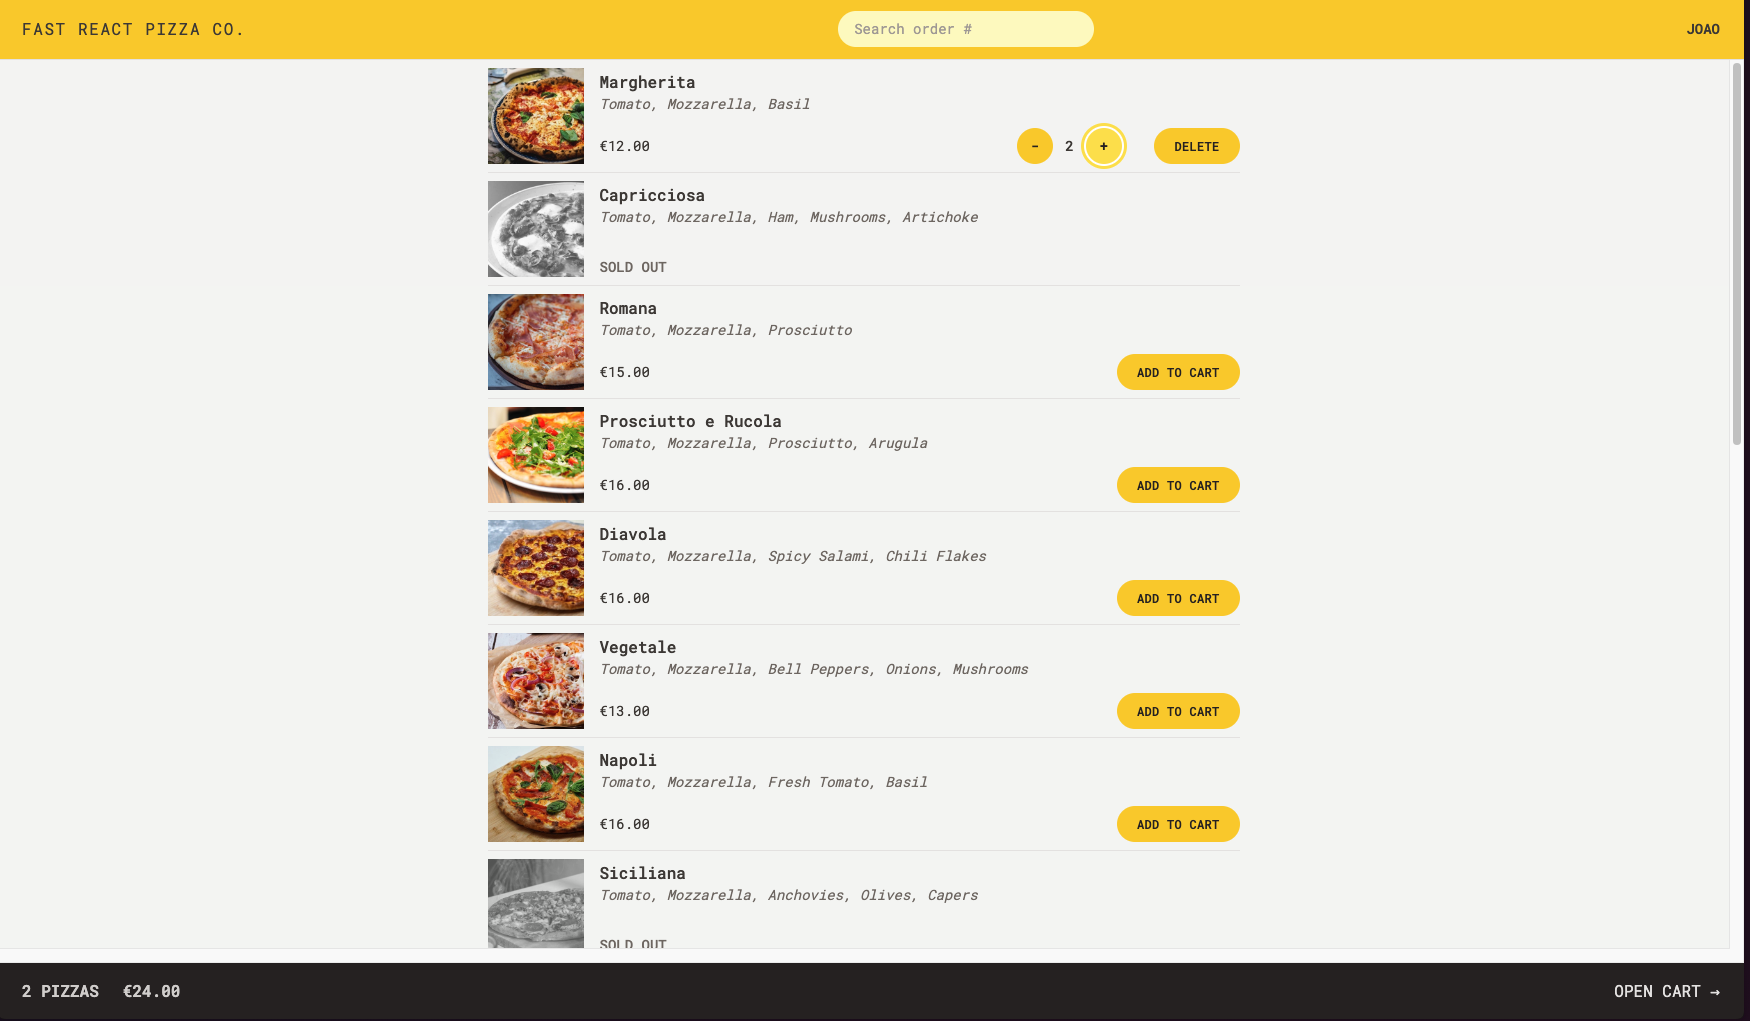 FAST REACT PIZZA CO.
Search order #
JOAO
Margherita
Tomato, Mozzarella, Basil
€12.00
- 2 + DELETE
Capricciosa
Tomato, Mozzarella, Ham, Mushrooms, Artichoke
SOLD OUT
Romana
Tomato, Mozzarella, Prosciutto
€15.00
ADD TO CART
Prosciutto e Rucola
Tomato, Mozzarella, Prosciutto, Arugula
€16.00
ADD TO CART
Diavola
Tomato, Mozzarella, Spicy Salami, Chili Flakes
€16.00
ADD TO CART
Vegetale
Tomato, Mozzarella, Bell Peppers, Onions, Mushrooms
€13.00
ADD TO CART
Napoli
Tomato, Mozzarella, Fresh Tomato, Basil
€16.00
ADD TO CART
Siciliana
Tomato, Mozzarella, Anchovies, Olives, Capers
SOLD OUT
2 PIZZAS €24.00
OPEN CART →